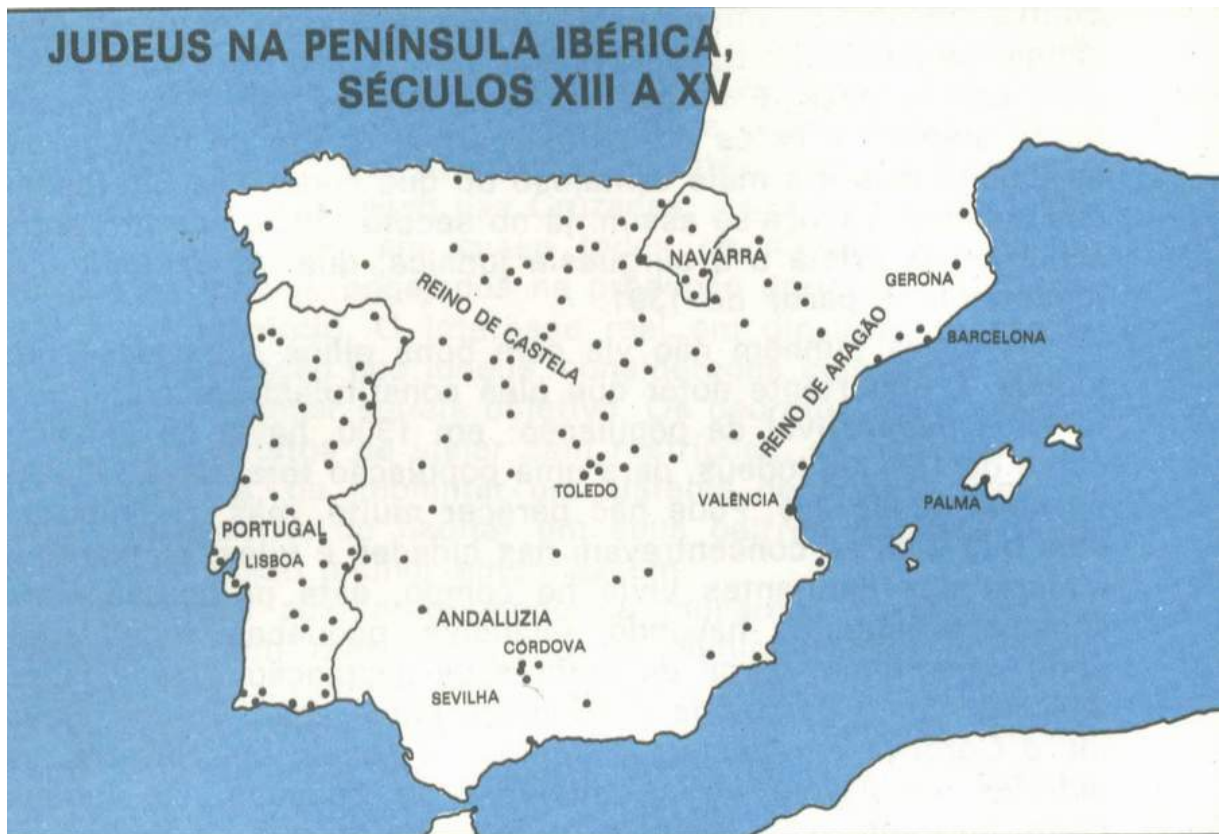 JUDEUS NA PENÍNSULA IBÉRICA,
SÉCULOS XIII A XV
NAVARRA
REINO DE CASTELA
GERONA
BARCELONA
REINO DE ARAGÃO
TOLEDO
VALENCIA
PALMA
PORTUGAL
LISBOA
ANDALUZIA
CÓRDOVA
SEVILHA